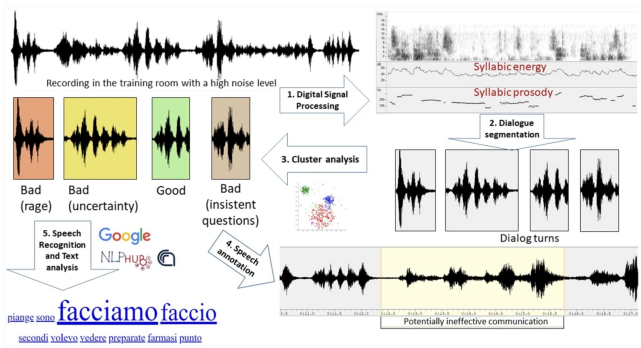 Recording in the training room with a high noise level
1. Digital Signal Processing
Syllabic energy
Syllabic prosody
2. Dialogue segmentation
3. Cluster analysis
Bad (rage)
Bad (uncertainty)
Good
Bad (insistent questions)
Dialog turns
4. Speech annotation
5. Speech Recognition and Text analysis
Google
NLPHUB
facciamo faccio
piange sono
secondi volevo vedere preparate farmasi punto
Potentially ineffective communication